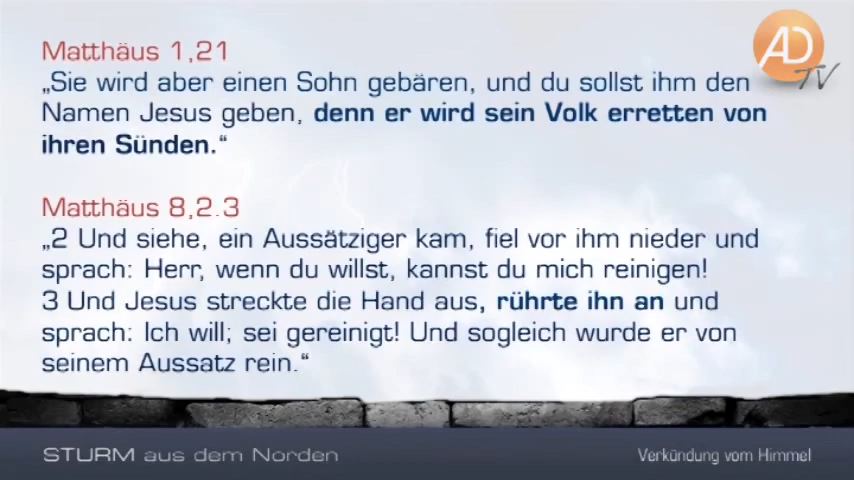 Matthäus 1,21
„Sie wird aber einen Sohn gebären, und du sollst ihm den
Namen Jesus geben, denn er wird sein Volk erretten von
ihren Sünden.“
Matthäus 8,2.3
„2 Und siehe, ein Aussätziger kam, fiel vor ihm nieder und
sprach: Herr, wenn du willst, kannst du mich reinigen!
3 Und Jesus streckte die Hand aus, rührte ihn an und
sprach: Ich will; sei gereinigt! Und sogleich wurde er von
seinem Aussatz rein.“
AD
TV
STURM aus dem Norden
Verkündung vom Himmel